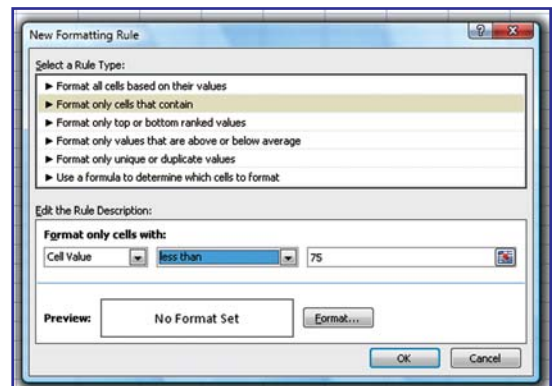 New Formatting Rule
Select a Rule Type:
► Format all cells based on their values
► Format only cells that contain
► Format only top or bottom ranked values
► Format only values that are above or below average
► Format only unique or duplicate values
► Use a formula to determine which cells to format
Edit the Rule Description:
Format only cells with:
Cell Value less than 75
Preview: No Format Set Format...
OK Cancel